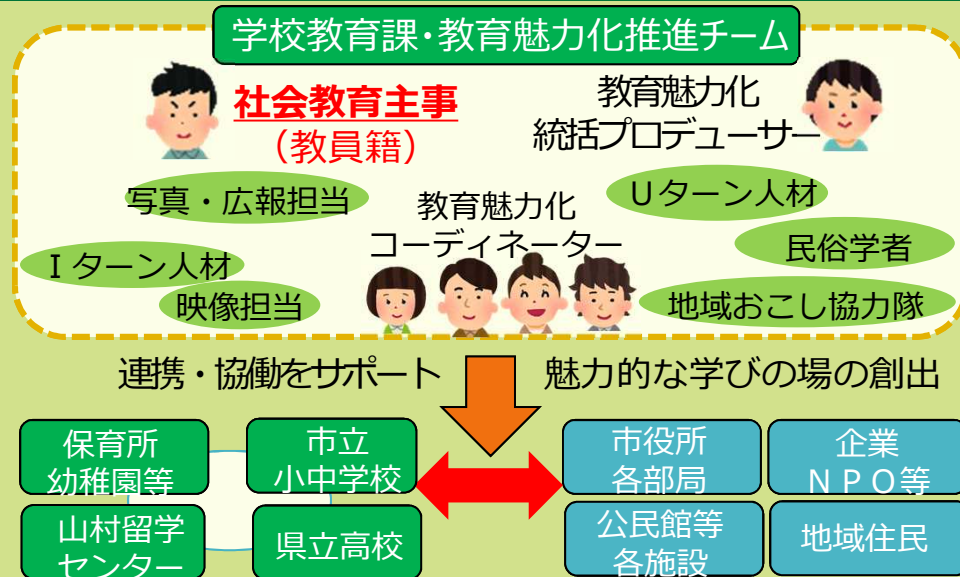 学校教育課・教育魅力化推進チーム
社会教育主事
（教員籍）
教育魅力化
統括プロデューサー
写真・広報担当
Ｕターン人材
教育魅力化
コーディネーター
民俗学者
Ｉターン人材
映像担当
地域おこし協力隊
連携・協働をサポート
魅力的な学びの場の創出
保育所
幼稚園等
市立
小中学校
市役所
各部局
企業
ＮＰＯ等
山村留学
センター
県立高校
公民館等
各施設
地域住民